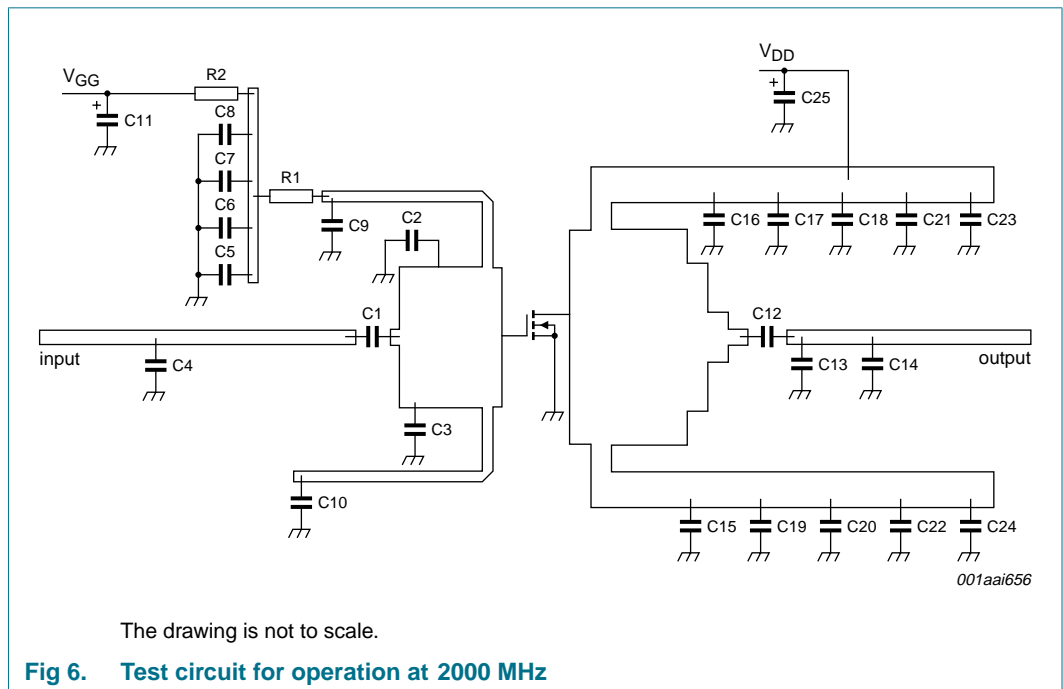 VGG
R2
VDD
+
C11
+
C25
C8
C7
R1
C6
C9
C2
C16
C17
C18
C21
C23
C5
C1
C12
input
C4
C13
C14
output
C3
C10
C15
C19
C20
C22
C24
001aai656
The drawing is not to scale.
Fig 6. Test circuit for operation at 2000 MHz